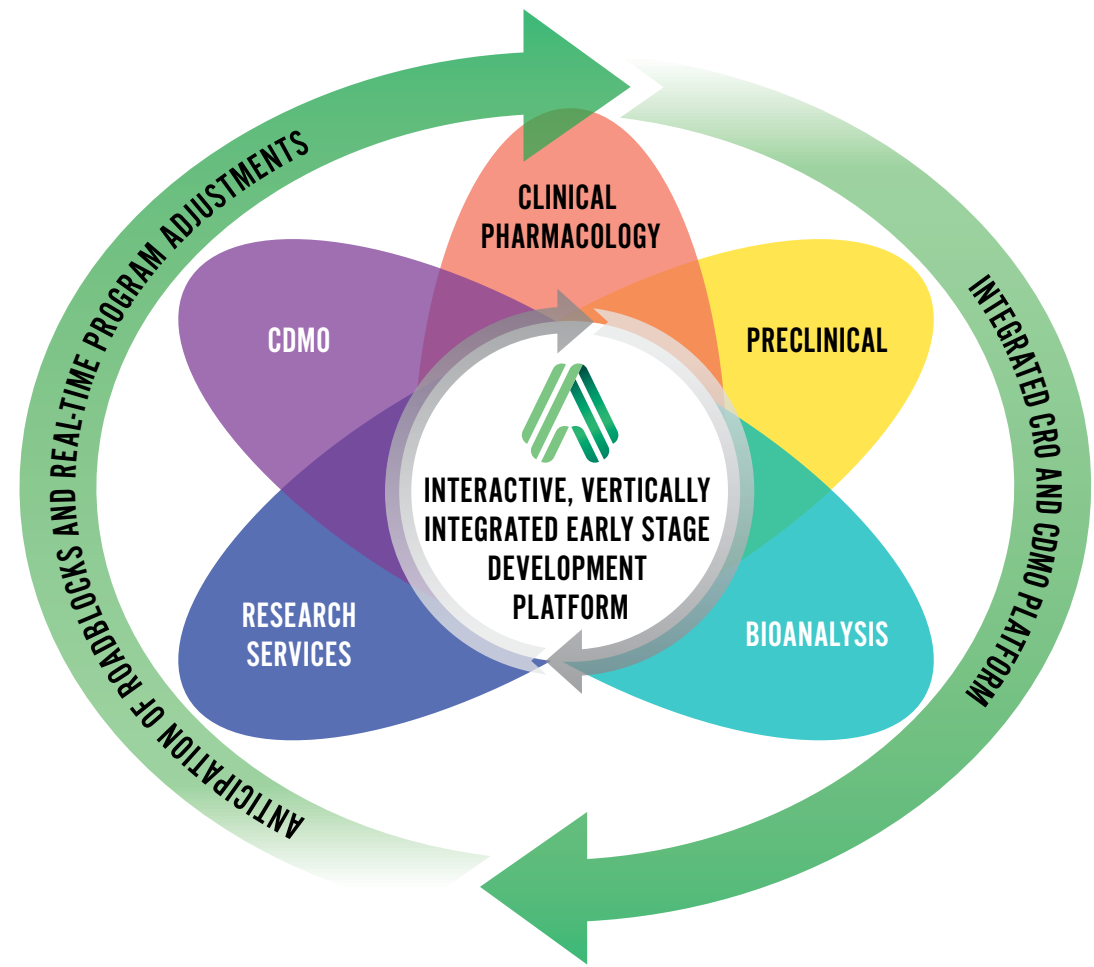 ANTICIPATION OF ROADBLOCKS AND REAL-TIME PROGRAM ADJUSTMENTS
INTEGRATED CRO AND CDMO PLATFORM
CLINICAL
PHARMACOLOGY
CDMO
PRECLINICAL
INTERACTIVE, VERTICALLY
INTEGRATED EARLY STAGE
DEVELOPMENT
PLATFORM
RESEARCH
SERVICES
BIOANALYSIS